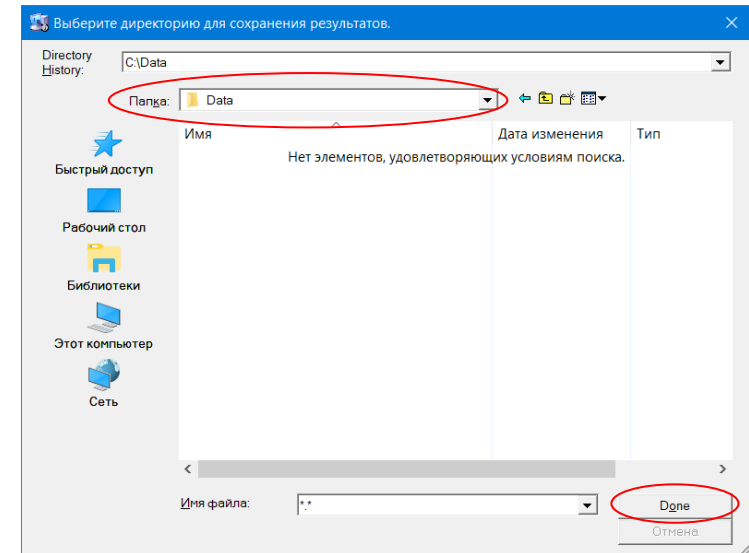 Выберите директорию для сохранения результатов.
Directory History: C:\Data
Папка: Data
Имя Дата изменения Тип
Нет элементов, удовлетворяющих условиям поиска.
Быстрый доступ
Рабочий стол
Библиотеки
Этот компьютер
Сеть
Имя файла: *.* Done
Отмена